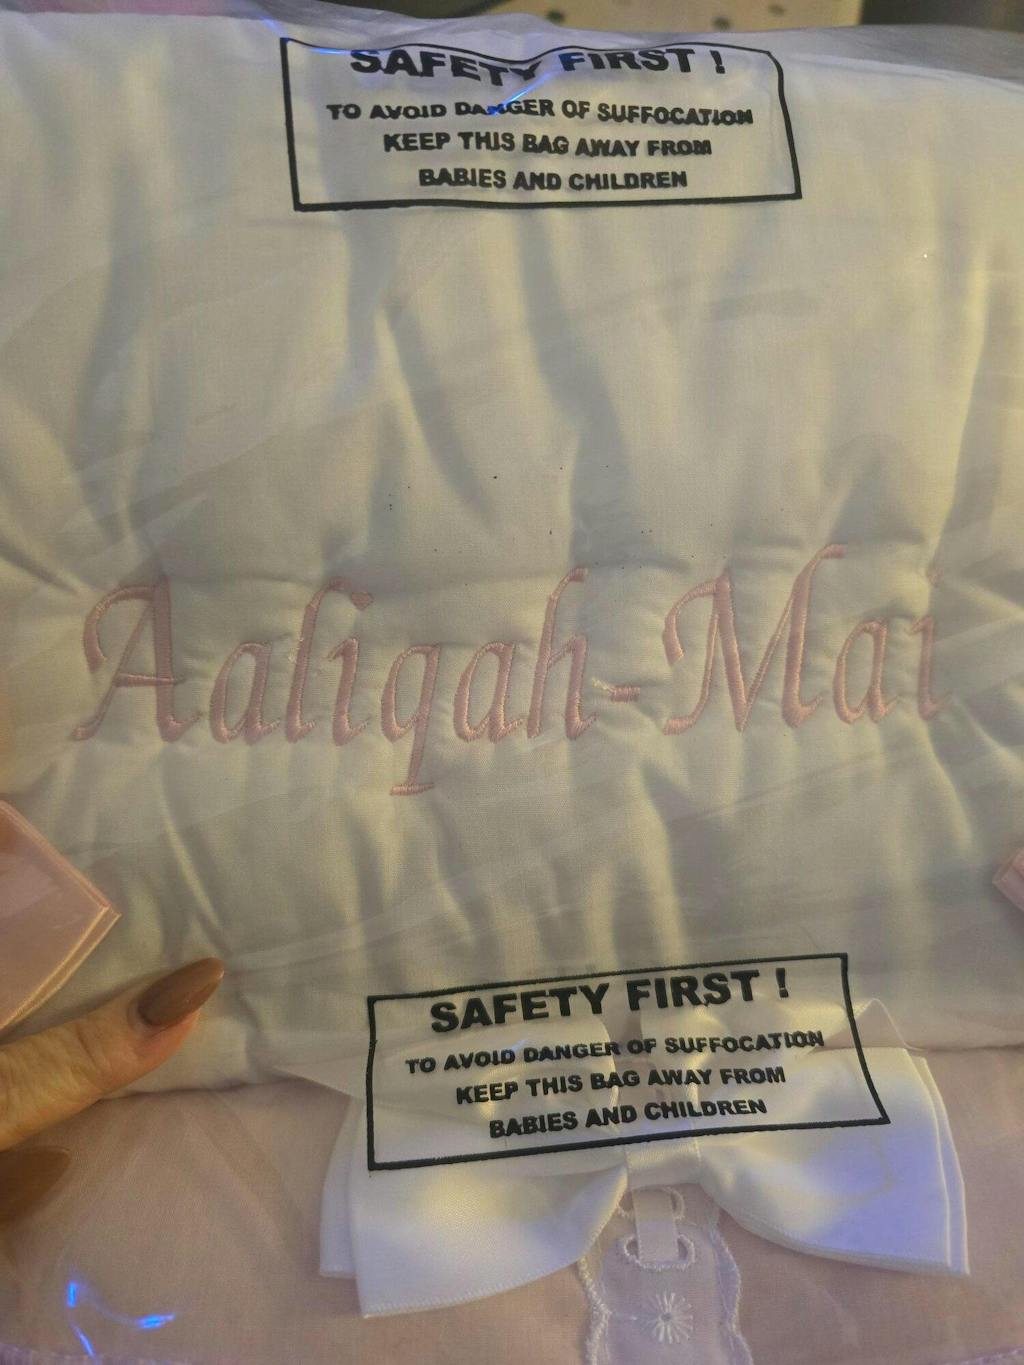 SAFETY FIRST !
TO AVOID DANGER OF SUFFOCATION
KEEP THIS BAG AWAY FROM
BABIES AND CHILDREN
Aaliqah-Mai
SAFETY FIRST !
TO AVOID DANGER OF SUFFOCATION
KEEP THIS BAG AWAY FROM
BABIES AND CHILDREN